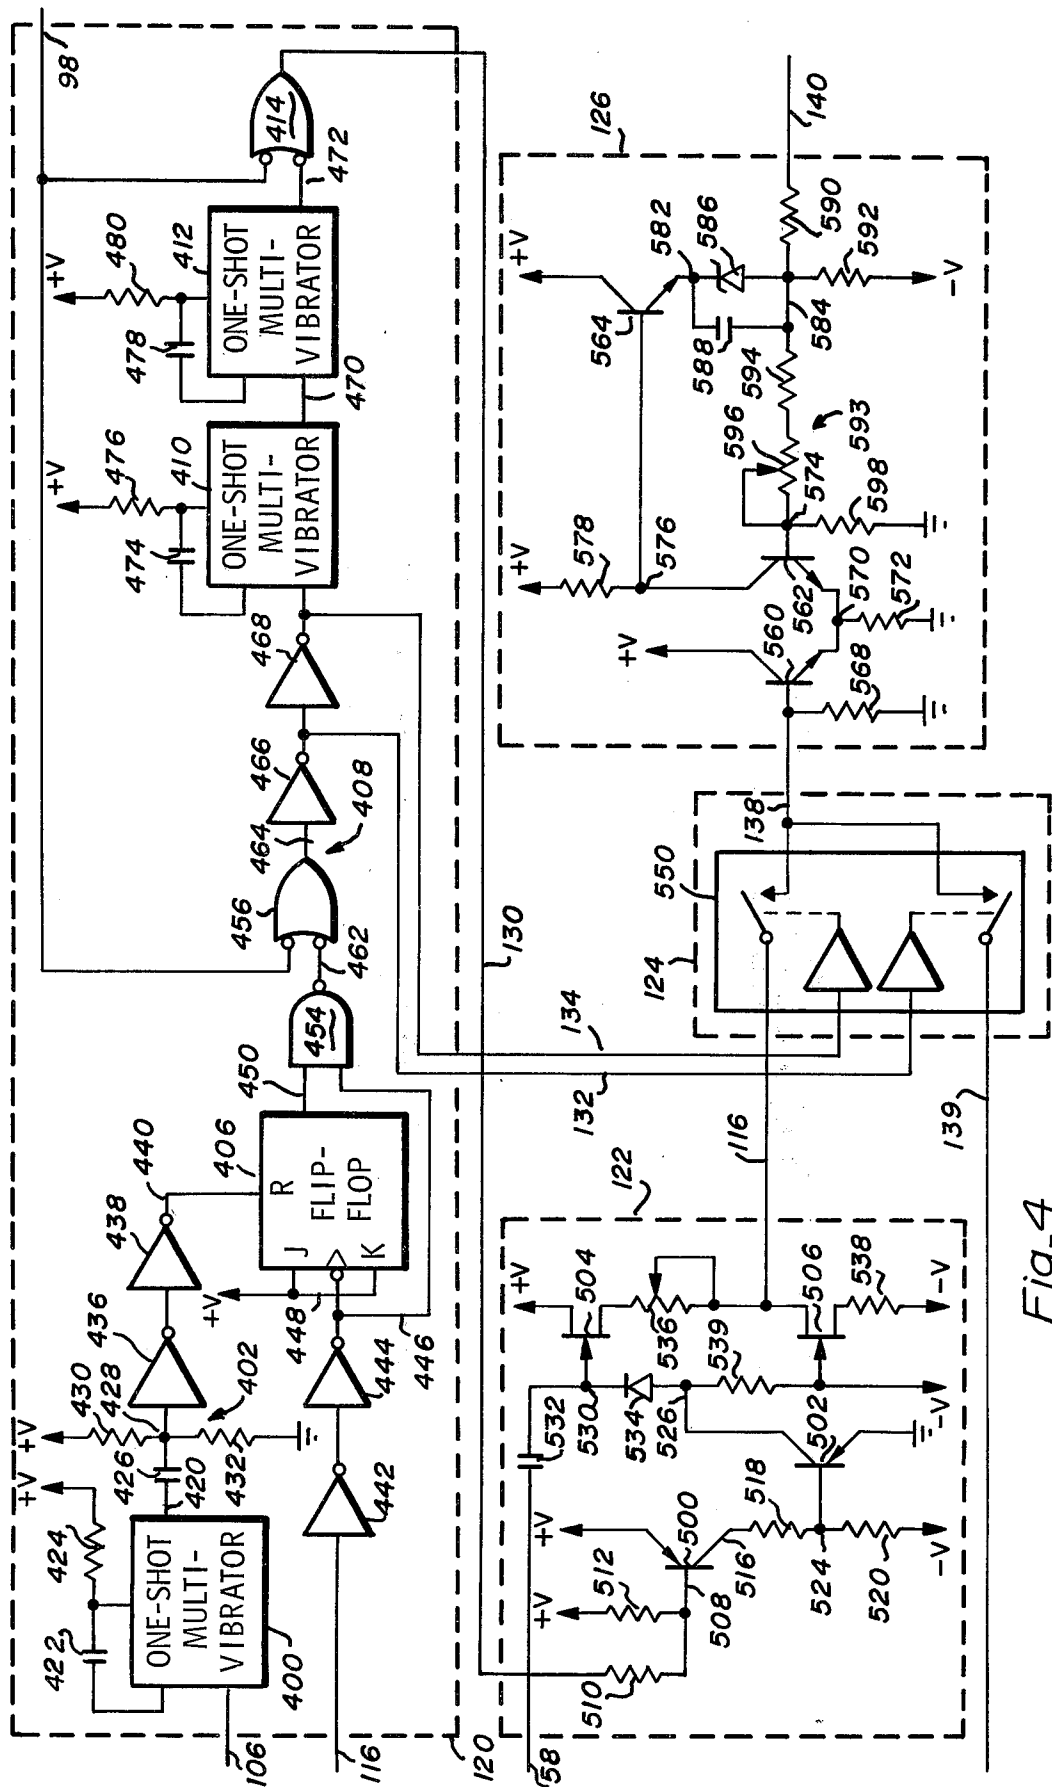 98
+V
480
412
478
ONE-SHOT
MULTI-
VIBRATOR
414
472
470
+V
476
410
474
ONE-SHOT
MULTI-
VIBRATOR
468
466
464
408
456
462
454
450
440
438
406
R
FLIP-
FLOP
J
K
+V
448
446
444
442
436
428
430
+V
402
432
426
420
+V
424
422
ONE-SHOT
MULTI-
VIBRATOR
400
106
116
120
130
134
132
140
126
590
592
-V
+V
582
586
564
588
584
594
596
593
574
598
+V
578
576
562
570
572
560
+V
568
138
550
124
139
116
122
+V
504
536
506
538
-V
539
532
530
534
526
502
-V
518
524
520
-V
+V
500
516
512
+V
508
510
58
Fig-4